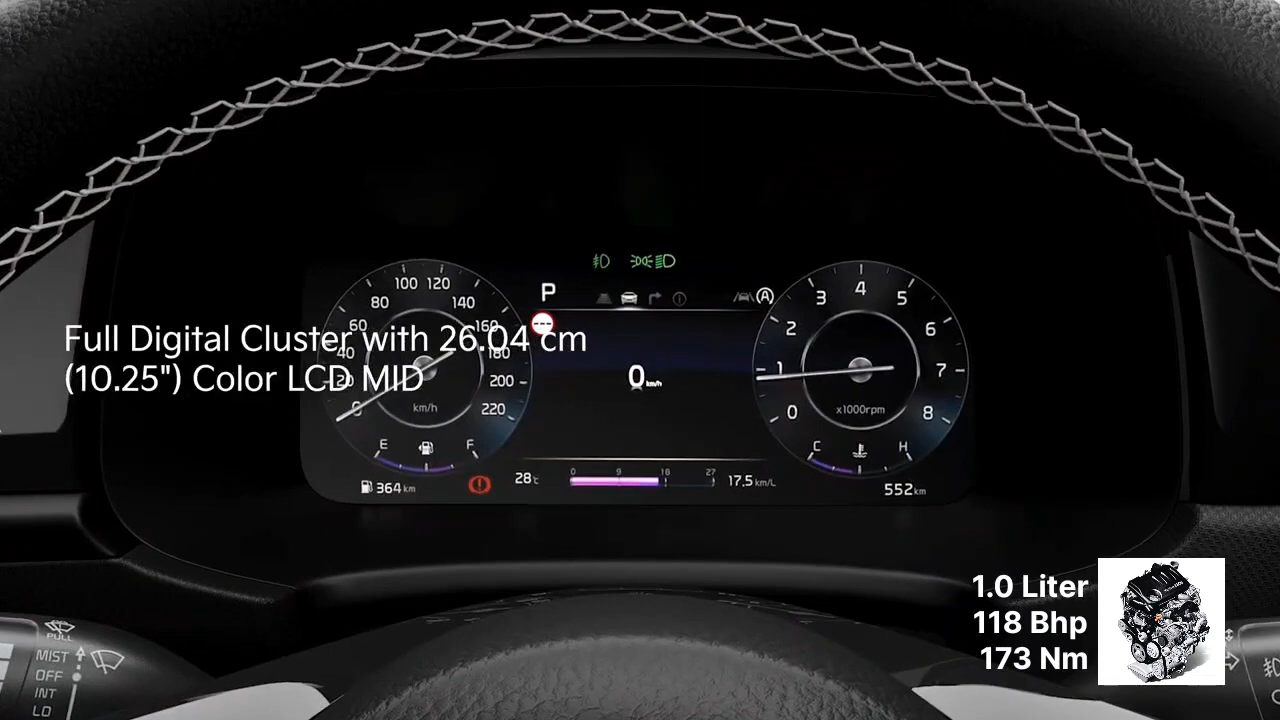 P
Full Digital Cluster with 26.04 cm
(10.25") Color LCD MID
0 20 40 60 80 100 120 140 160 180 200 220
km/h
E F
0 km/h
0 1 2 3 4 5 6 7 8
x1000rpm
C H
364 km
28℃
0 9 18 27
17.5 km/L
552 km
1.0 Liter
118 Bhp
173 Nm
PULL
MIST
OFF
INT
LO